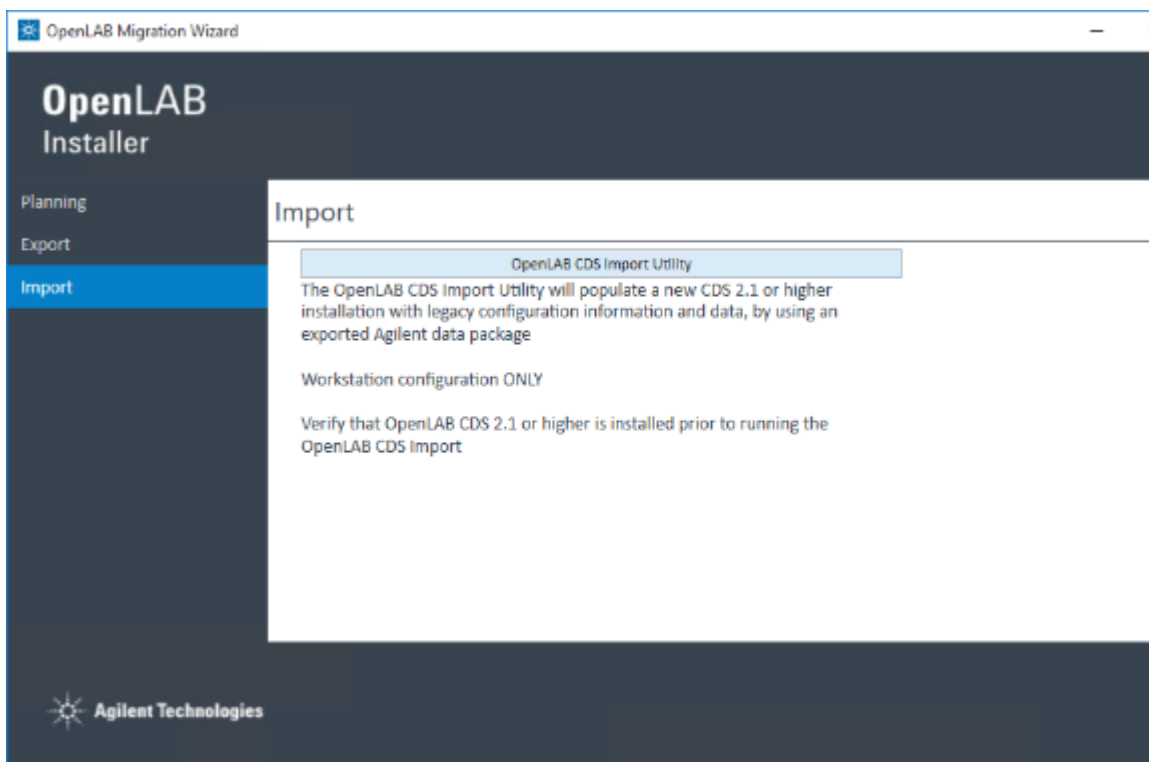 OpenLAB Migration Wizard
OpenLAB
Installer
Planning
Export
Import
Import
OpenLAB CDS Import Utility
The OpenLAB CDS Import Utility will populate a new CDS 2.1 or higher
installation with legacy configuration information and data, by using an
exported Agilent data package
Workstation configuration ONLY
Verify that OpenLAB CDS 2.1 or higher is installed prior to running the
OpenLAB CDS Import
Agilent Technologies